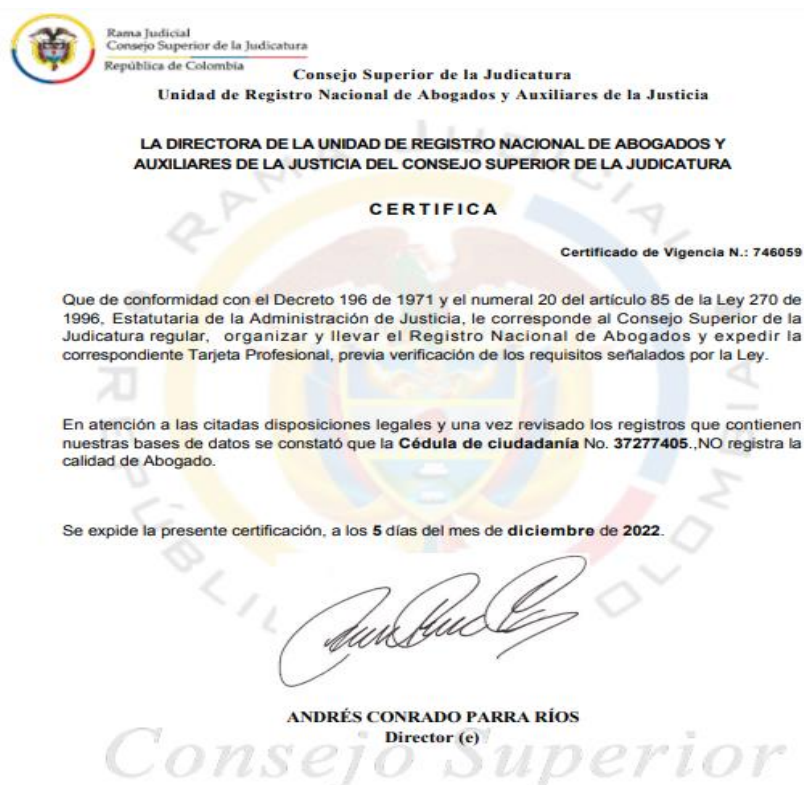 Rama Judicial
Consejo Superior de la Judicatura
República de Colombia
Consejo Superior de la Judicatura
Unidad de Registro Nacional de Abogados y Auxiliares de la Justicia
LA DIRECTORA DE LA UNIDAD DE REGISTRO NACIONAL DE ABOGADOS Y
AUXILIARES DE LA JUSTICIA DEL CONSEJO SUPERIOR DE LA JUDICATURA
CERTIFICA
Certificado de Vigencia N.: 746059
Que de conformidad con el Decreto 196 de 1971 y el numeral 20 del artículo 85 de la Ley 270 de
1996, Estatutaria de la Administración de Justicia, le corresponde al Consejo Superior de la
Judicatura regular, organizar y llevar el Registro Nacional de Abogados y expedir la
correspondiente Tarjeta Profesional, previa verificación de los requisitos señalados por la Ley.
En atención a las citadas disposiciones legales y una vez revisado los registros que contienen
nuestras bases de datos se constató que la Cédula de ciudadanía No. 37277405.,NO registra la
calidad de Abogado.
Se expide la presente certificación, a los 5 días del mes de diciembre de 2022.
ANDRÉS CONRADO PARRA RÍOS
Director (e)
Consejo Superior
RAMA JUDICIAL
REPÚBLICA
COLOMBIA